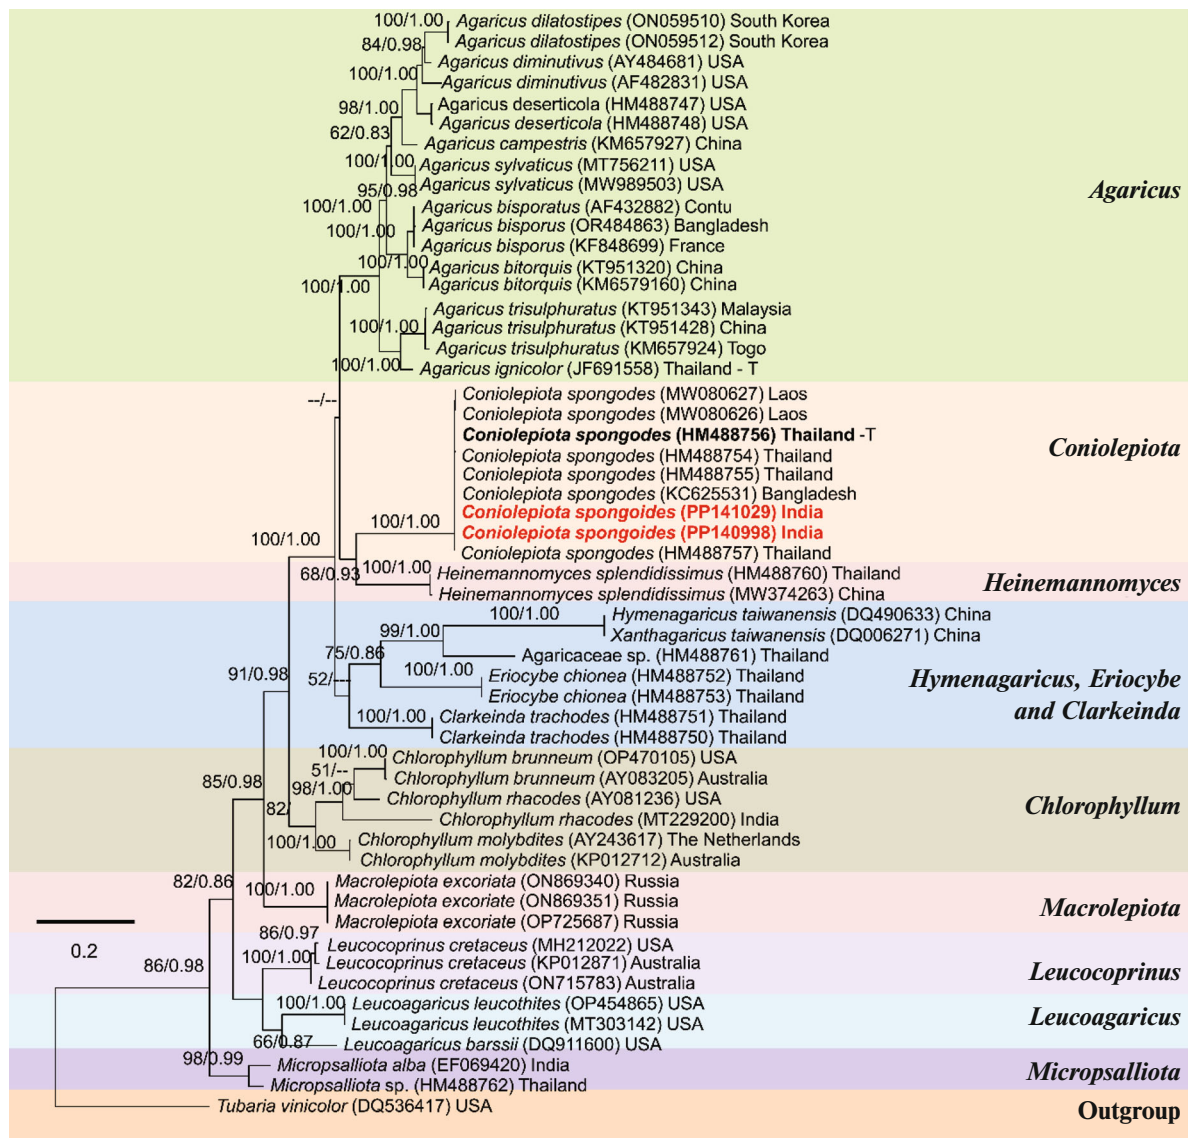 100/1.00 Agaricus dilatostipes (ON059510) South Korea
Agaricus dilatostipes (ON059512) South Korea
84/0.98
Agaricus diminutivus (AY484681) USA
100/1.00
Agaricus diminutivus (AF482831) USA
98/1.00 Agaricus deserticola (HM488747) USA
Agaricus deserticola (HM488748) USA
62/0.83
Agaricus campestris (KM657927) China
100/1.00 Agaricus sylvaticus (MT756211) USA
Agaricus sylvaticus (MW989503) USA
95/0.98
Agaricus
100/1.00 Agaricus bisporatus (AF432882) Contu
Agaricus bisporus (OR484863) Bangladesh
100/1.00
Agaricus bisporus (KF848699) France
100/1.00 Agaricus bitorquis (KT951320) China
Agaricus bitorquis (KM6579160) China
100/1.00
Agaricus trisulphuratus (KT951343) Malaysia
100/1.00 Agaricus trisulphuratus (KT951428) China
Agaricus trisulphuratus (KM657924) Togo
100/1.00 Agaricus ignicolor (JF691558) Thailand - T
Coniolepiota spongodes (MW080627) Laos
--/--
Coniolepiota spongodes (MW080626) Laos
Coniolepiota spongodes (HM488756) Thailand -T
Coniolepiota
Coniolepiota spongodes (HM488754) Thailand
Coniolepiota spongodes (HM488755) Thailand
Coniolepiota spongodes (KC625531) Bangladesh
Coniolepiota spongoides (PP141029) India
100/1.00
Coniolepiota spongoides (PP140998) India
100/1.00
Coniolepiota spongodes (HM488757) Thailand
68/0.93 100/1.00 Heinemannomyces splendidissimus (HM488760) Thailand
Heinemannomyces
Heinemannomyces splendidissimus (MW374263) China
100/1.00 Hymenagaricus taiwanensis (DQ490633) China
99/1.00
Xanthagaricus taiwanensis (DQ006271) China
75/0.86
Agaricaceae sp. (HM488761) Thailand
91/0.98 52/--- 100/1.00 Eriocybe chionea (HM488752) Thailand
Hymenagaricus, Eriocybe
Eriocybe chionea (HM488753) Thailand
and Clarkeinda
100/1.00 Clarkeinda trachodes (HM488751) Thailand
Clarkeinda trachodes (HM488750) Thailand
100/1.00 Chlorophyllum brunneum (OP470105) USA
51/--
Chlorophyllum brunneum (AY083205) Australia
85/0.98 98/1.00 Chlorophyllum rhacodes (AY081236) USA
Chlorophyllum
82/
Chlorophyllum rhacodes (MT229200) India
100/1.00 Chlorophyllum molybdites (AY243617) The Netherlands
Chlorophyllum molybdites (KP012712) Australia
82/0.86 100/1.00 Macrolepiota excoriata (ON869340) Russia
Macrolepiota excoriate (ON869351) Russia
Macrolepiota
Macrolepiota excoriate (OP725687) Russia
0.2
86/0.97 Leucocoprinus cretaceus (MH212022) USA
86/0.98 100/1.00 Leucocoprinus cretaceus (KP012871) Australia
Leucocoprinus
Leucocoprinus cretaceus (ON715783) Australia
100/1.00 Leucoagaricus leucothites (OP454865) USA
Leucoagaricus
Leucoagaricus leucothites (MT303142) USA
66/0.87 Leucoagaricus barssii (DQ911600) USA
98/0.99 Micropsalliota alba (EF069420) India
Micropsalliota
Micropsalliota sp. (HM488762) Thailand
Tubaria vinicolor (DQ536417) USA
Outgroup